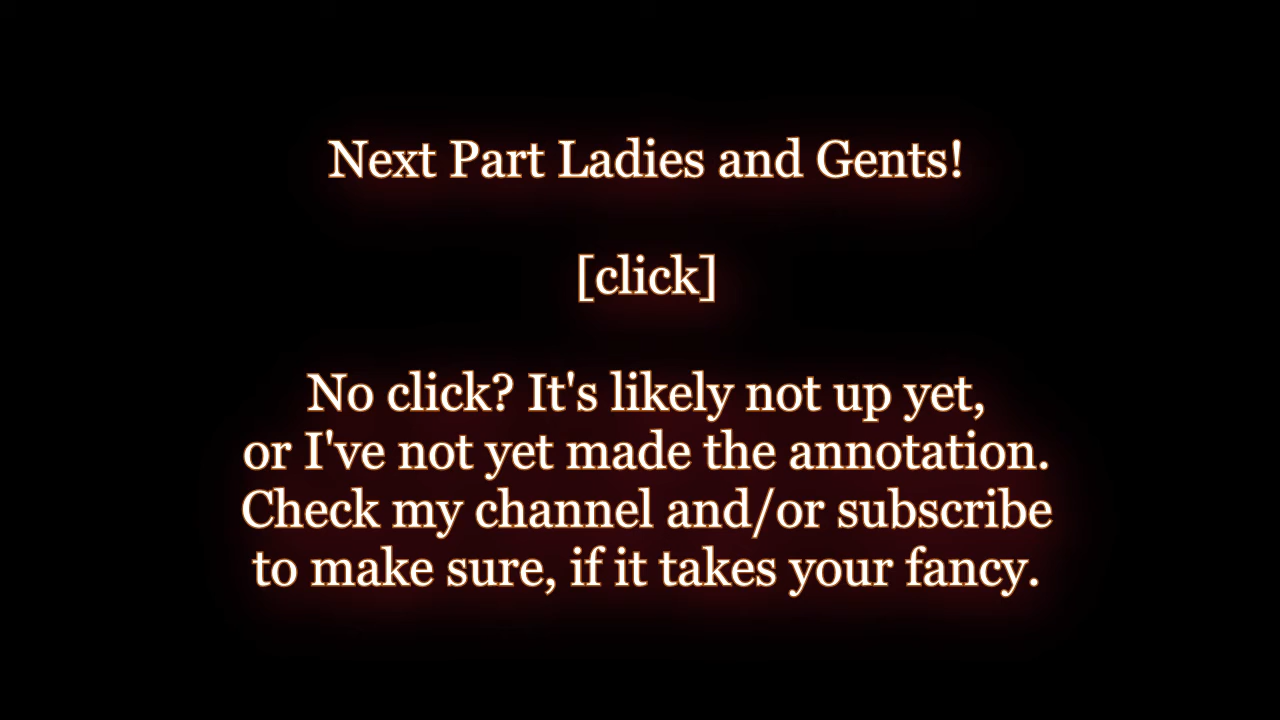 Next Part Ladies and Gents!
[click]
No click? It's likely not up yet,
or I've not yet made the annotation.
Check my channel and/or subscribe
to make sure, if it takes your fancy.